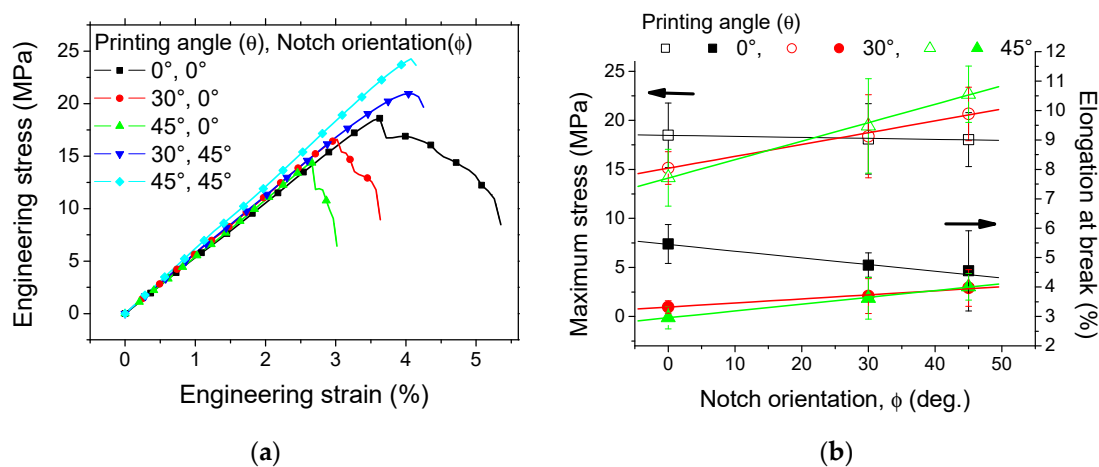 Printing angle (θ), Notch orientation(ϕ)
0°, 0°
30°, 0°
45°, 0°
30°, 45°
45°, 45°
25
20
15
10
5
0
Engineering stress (MPa)
0 1 2 3 4 5
Engineering strain (%)
(a)
Printing angle (θ)
0°, 30°, 45°
25
20
15
10
5
0
Maximum stress (MPa)
12
11
10
9
8
7
6
5
4
3
2
Elongation at break (%)
0 10 20 30 40 50
Notch orientation, ϕ (deg.)
(b)